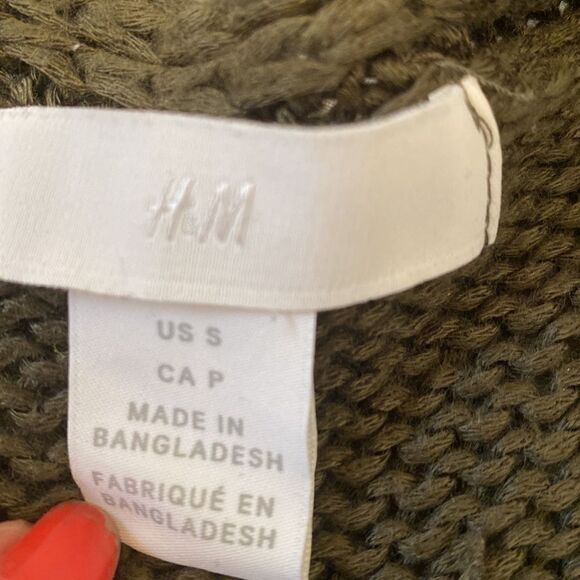 H&M
US S
CA P
MADE IN
BANGLADESH
FABRIQUÉ EN
BANGLADESH